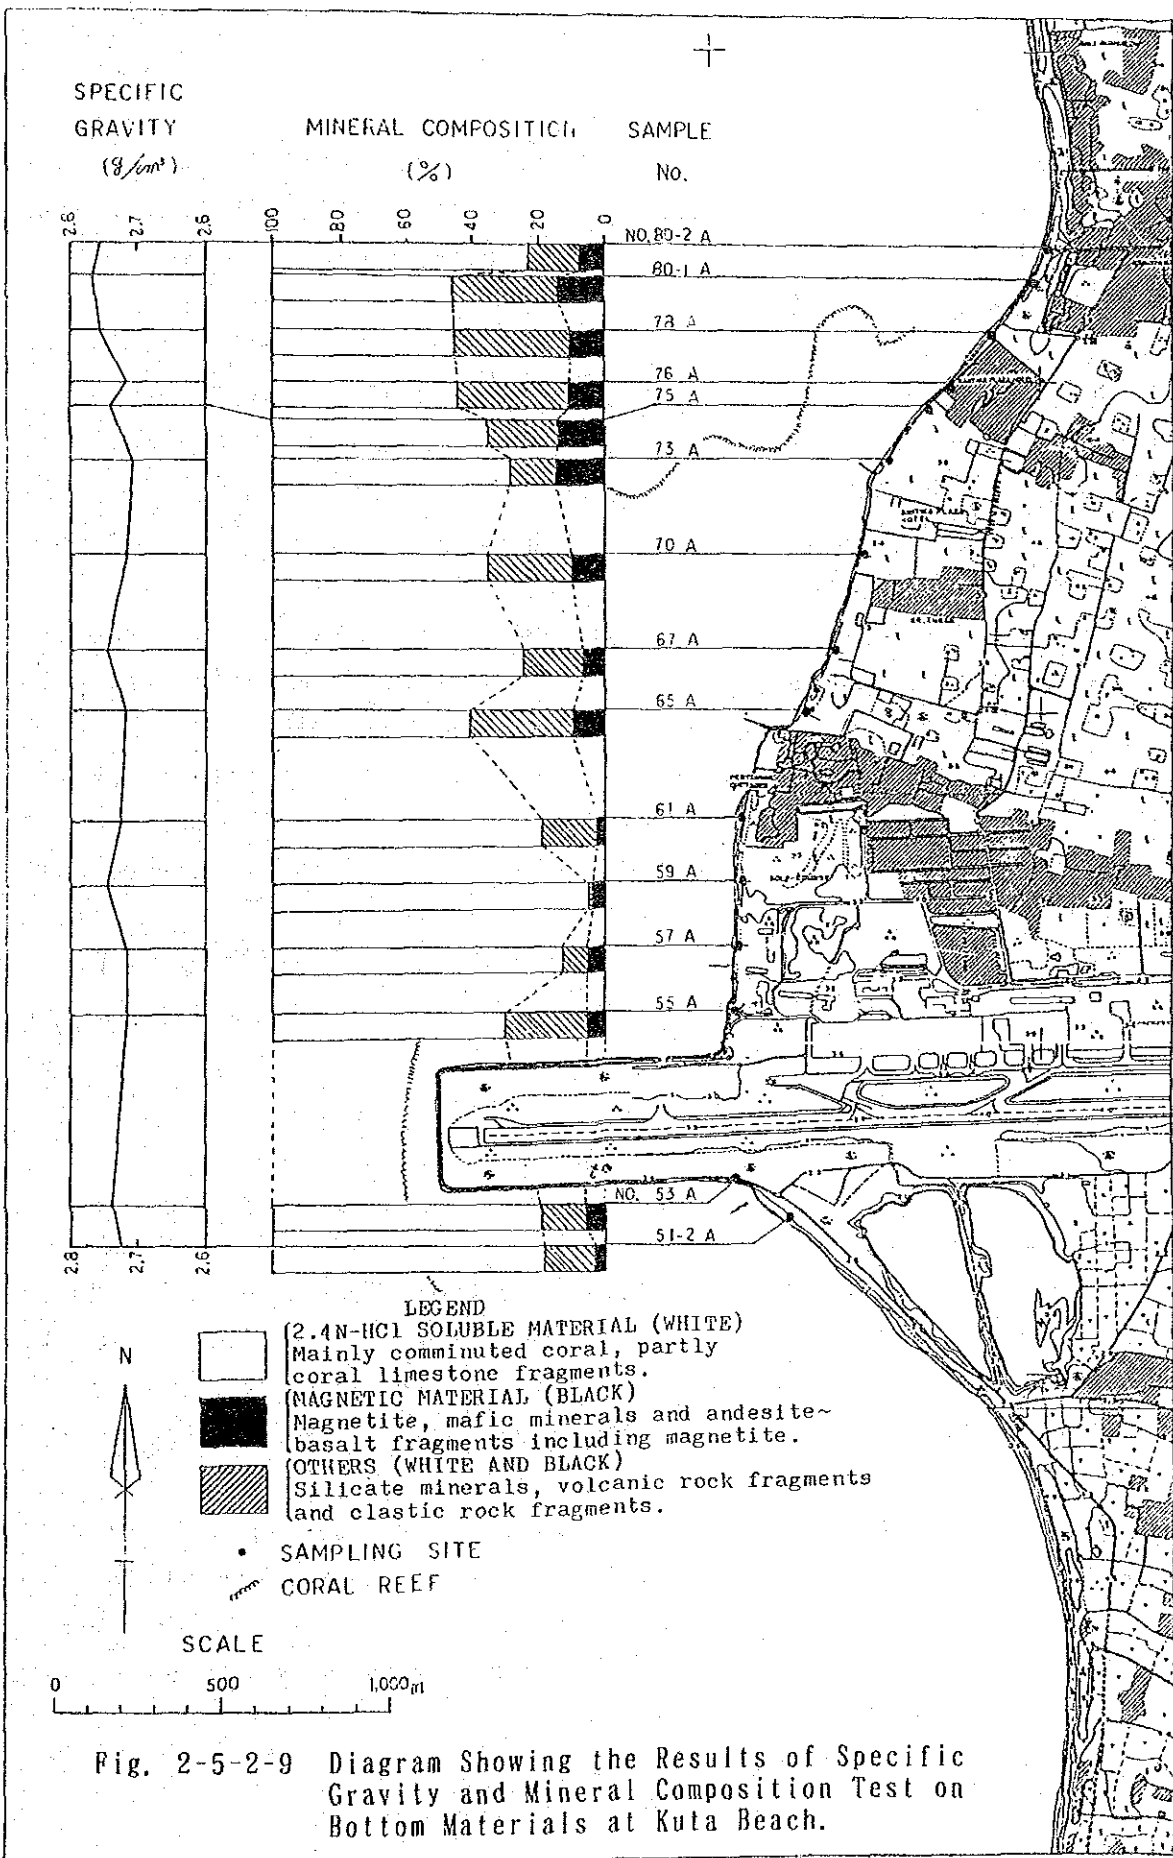 SPECIFIC
GRAVITY
(g/cm³)
MINERAL COMPOSITION
(%)
SAMPLE
No.
2.8 2.7 2.6
100 80 60 40 20 0
NO.80-2 A
80-1 A
78 A
76 A
75 A
73 A
70 A
67 A
65 A
61 A
59 A
57 A
55 A
NO. 53 A
51-2 A
2.8 2.7 2.6
LEGEND
2.4N-HCl SOLUBLE MATERIAL (WHITE)
Mainly comminuted coral, partly
coral limestone fragments.
MAGNETIC MATERIAL (BLACK)
Magnetite, mafic minerals and andesite~
basalt fragments including magnetite.
OTHERS (WHITE AND BLACK)
Silicate minerals, volcanic rock fragments
and clastic rock fragments.
SAMPLING SITE
CORAL REEF
N
SCALE
0 500 1,000m
Fig. 2-5-2-9 Diagram Showing the Results of Specific
Gravity and Mineral Composition Test on
Bottom Materials at Kuta Beach.